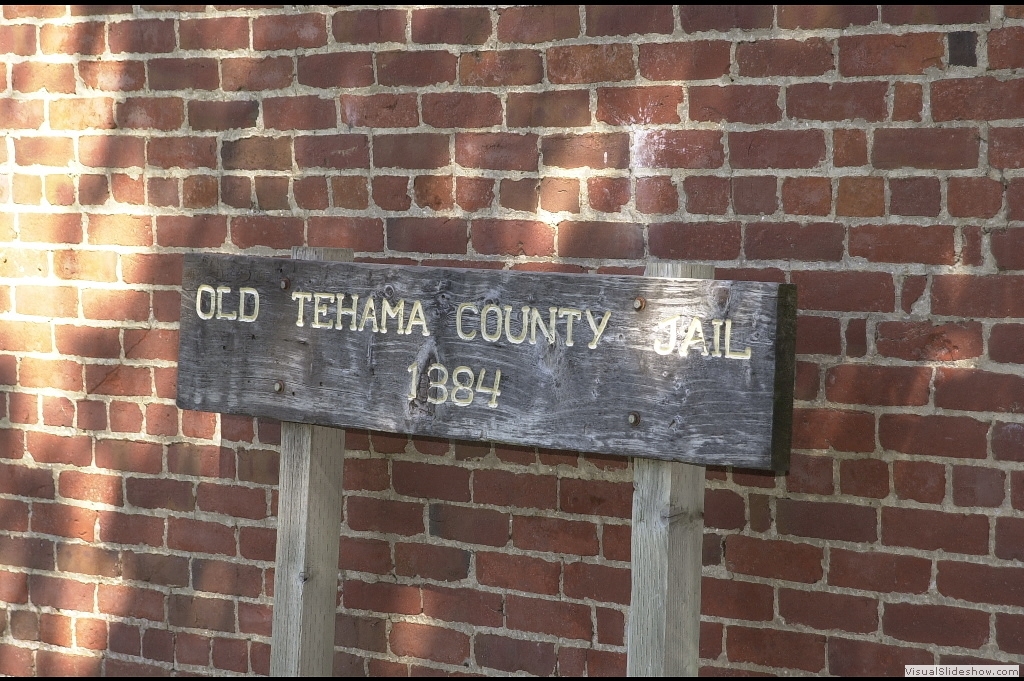 OLD TEHAMA COUNTY JAIL
1884
VisualSlideshow.com